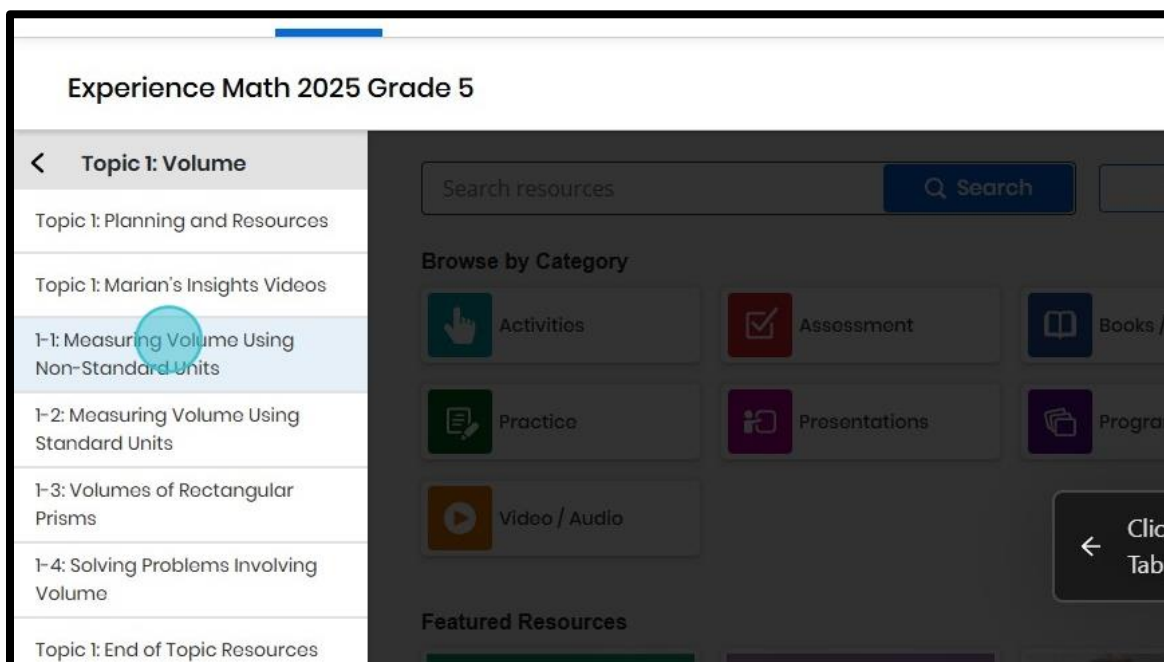 Experience Math 2025 Grade 5
Topic 1: Volume
Topic 1: Planning and Resources
Topic 1: Marian's Insights Videos
1-1: Measuring Volume Using
Non-Standard Units
1-2: Measuring Volume Using
Standard Units
1-3: Volumes of Rectangular
Prisms
1-4: Solving Problems Involving
Volume
Topic 1: End of Topic Resources
Search resources
Search
Browse by Category
Activities
Assessment
Books /
Practice
Presentations
Video / Audio
Featured Resources